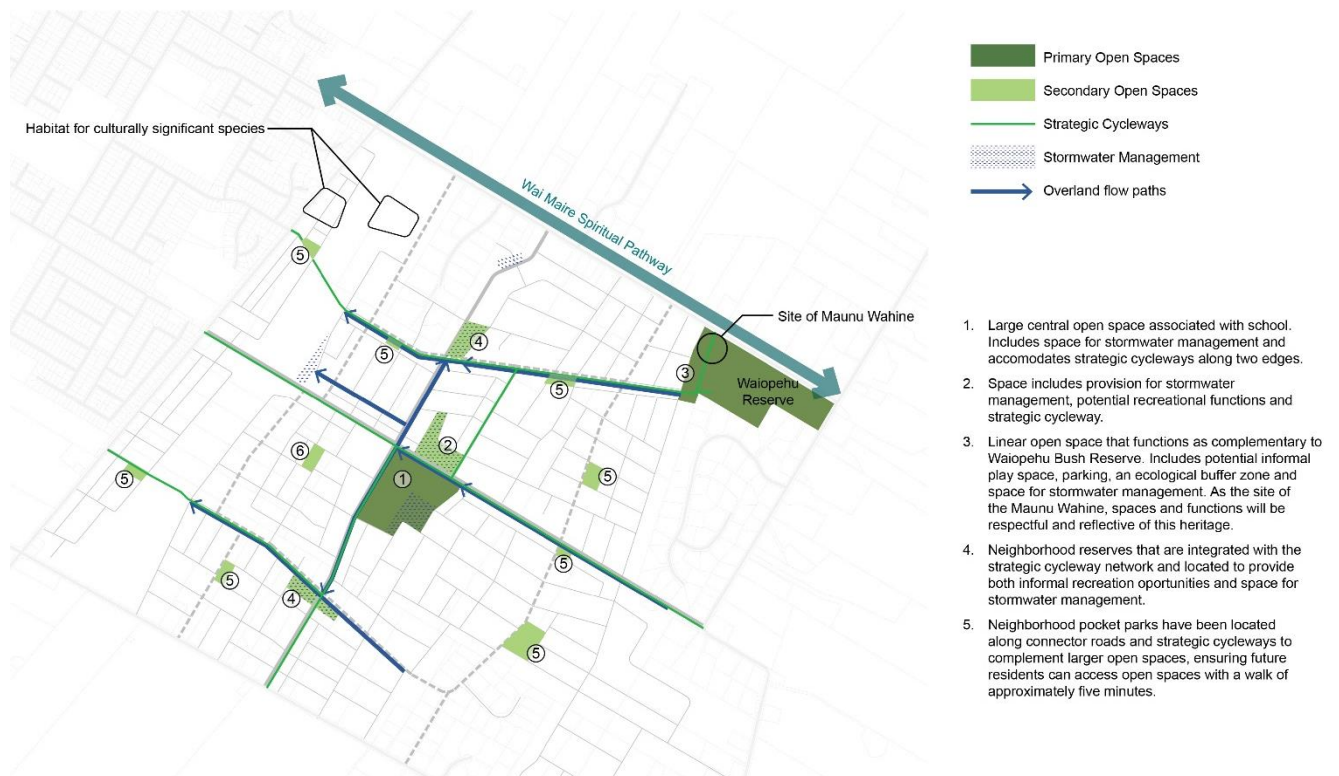 Primary Open Spaces
Secondary Open Spaces
Strategic Cycleways
Stormwater Management
Overland flow paths
Habitat for culturally significant species
Wai Maire Spiritual Pathway
Site of Maunu Wahine
Waiopehu
Reserve
5
4
5
5
3
6
2
1
5
5
5
5
4
5
1. Large central open space associated with school.
Includes space for stormwater management and
accomodates strategic cycleways along two edges.
2. Space includes provision for stormwater
management, potential recreational functions and
strategic cycleway.
3. Linear open space that functions as complementary to
Waiopehu Bush Reserve. Includes potential informal
play space, parking, an ecological buffer zone and
space for stormwater management. As the site of
the Maunu Wahine, spaces and functions will be
respectful and reflective of this heritage.
4. Neighborhood reserves that are integrated with the
strategic cycleway network and located to provide
both informal recreation oportunities and space for
stormwater management.
5. Neighborhood pocket parks have been located
along connector roads and strategic cycleways to
complement larger open spaces, ensuring future
residents can access open spaces with a walk of
approximately five minutes.